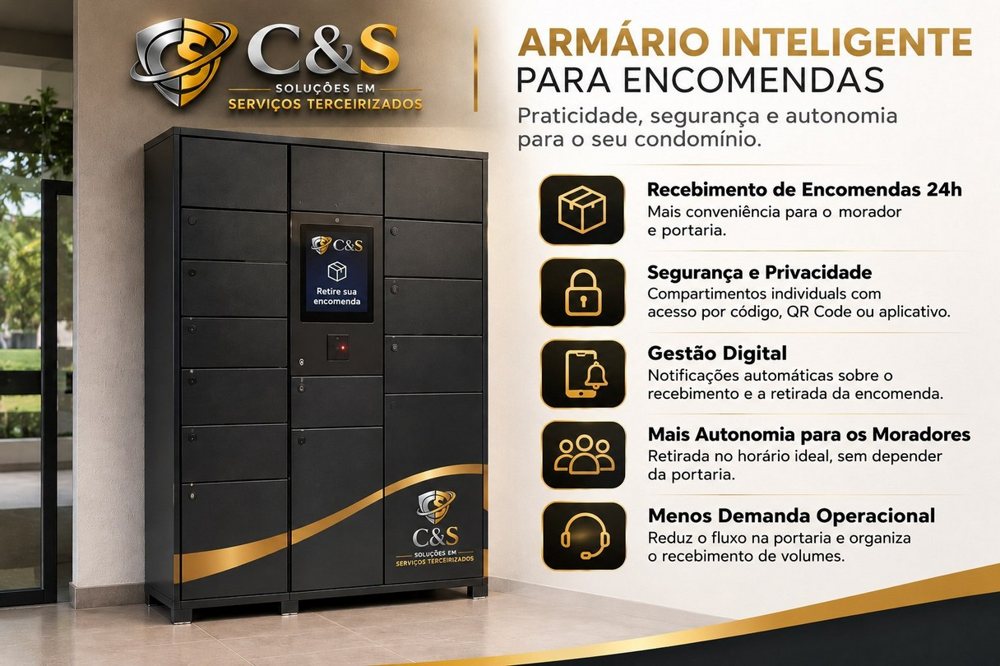 C&S
SOLUÇÕES EM
SERVIÇOS TERCEIRIZADOS
ARMÁRIO INTELIGENTE
PARA ENCOMENDAS
Praticidade, segurança e autonomia
para o seu condomínio.
C&S
Retire sua
encomenda
C&S
SOLUÇÕES EM
SERVIÇOS TERCEIRIZADOS
Recebimento de Encomendas 24h
Mais conveniência para o morador
e portaria.
Segurança e Privacidade
Compartimentos individuals com
acesso por código, QR Code ou aplicativo.
Gestão Digital
Notificações automáticas sobre o
recebimento e a retirada da encomenda.
Mais Autonomia para os Moradores
Retirada no horário ideal, sem depender
da portaria.
Menos Demanda Operacional
Reduz o fluxo na portaria e organiza
o recebimento de volumes.